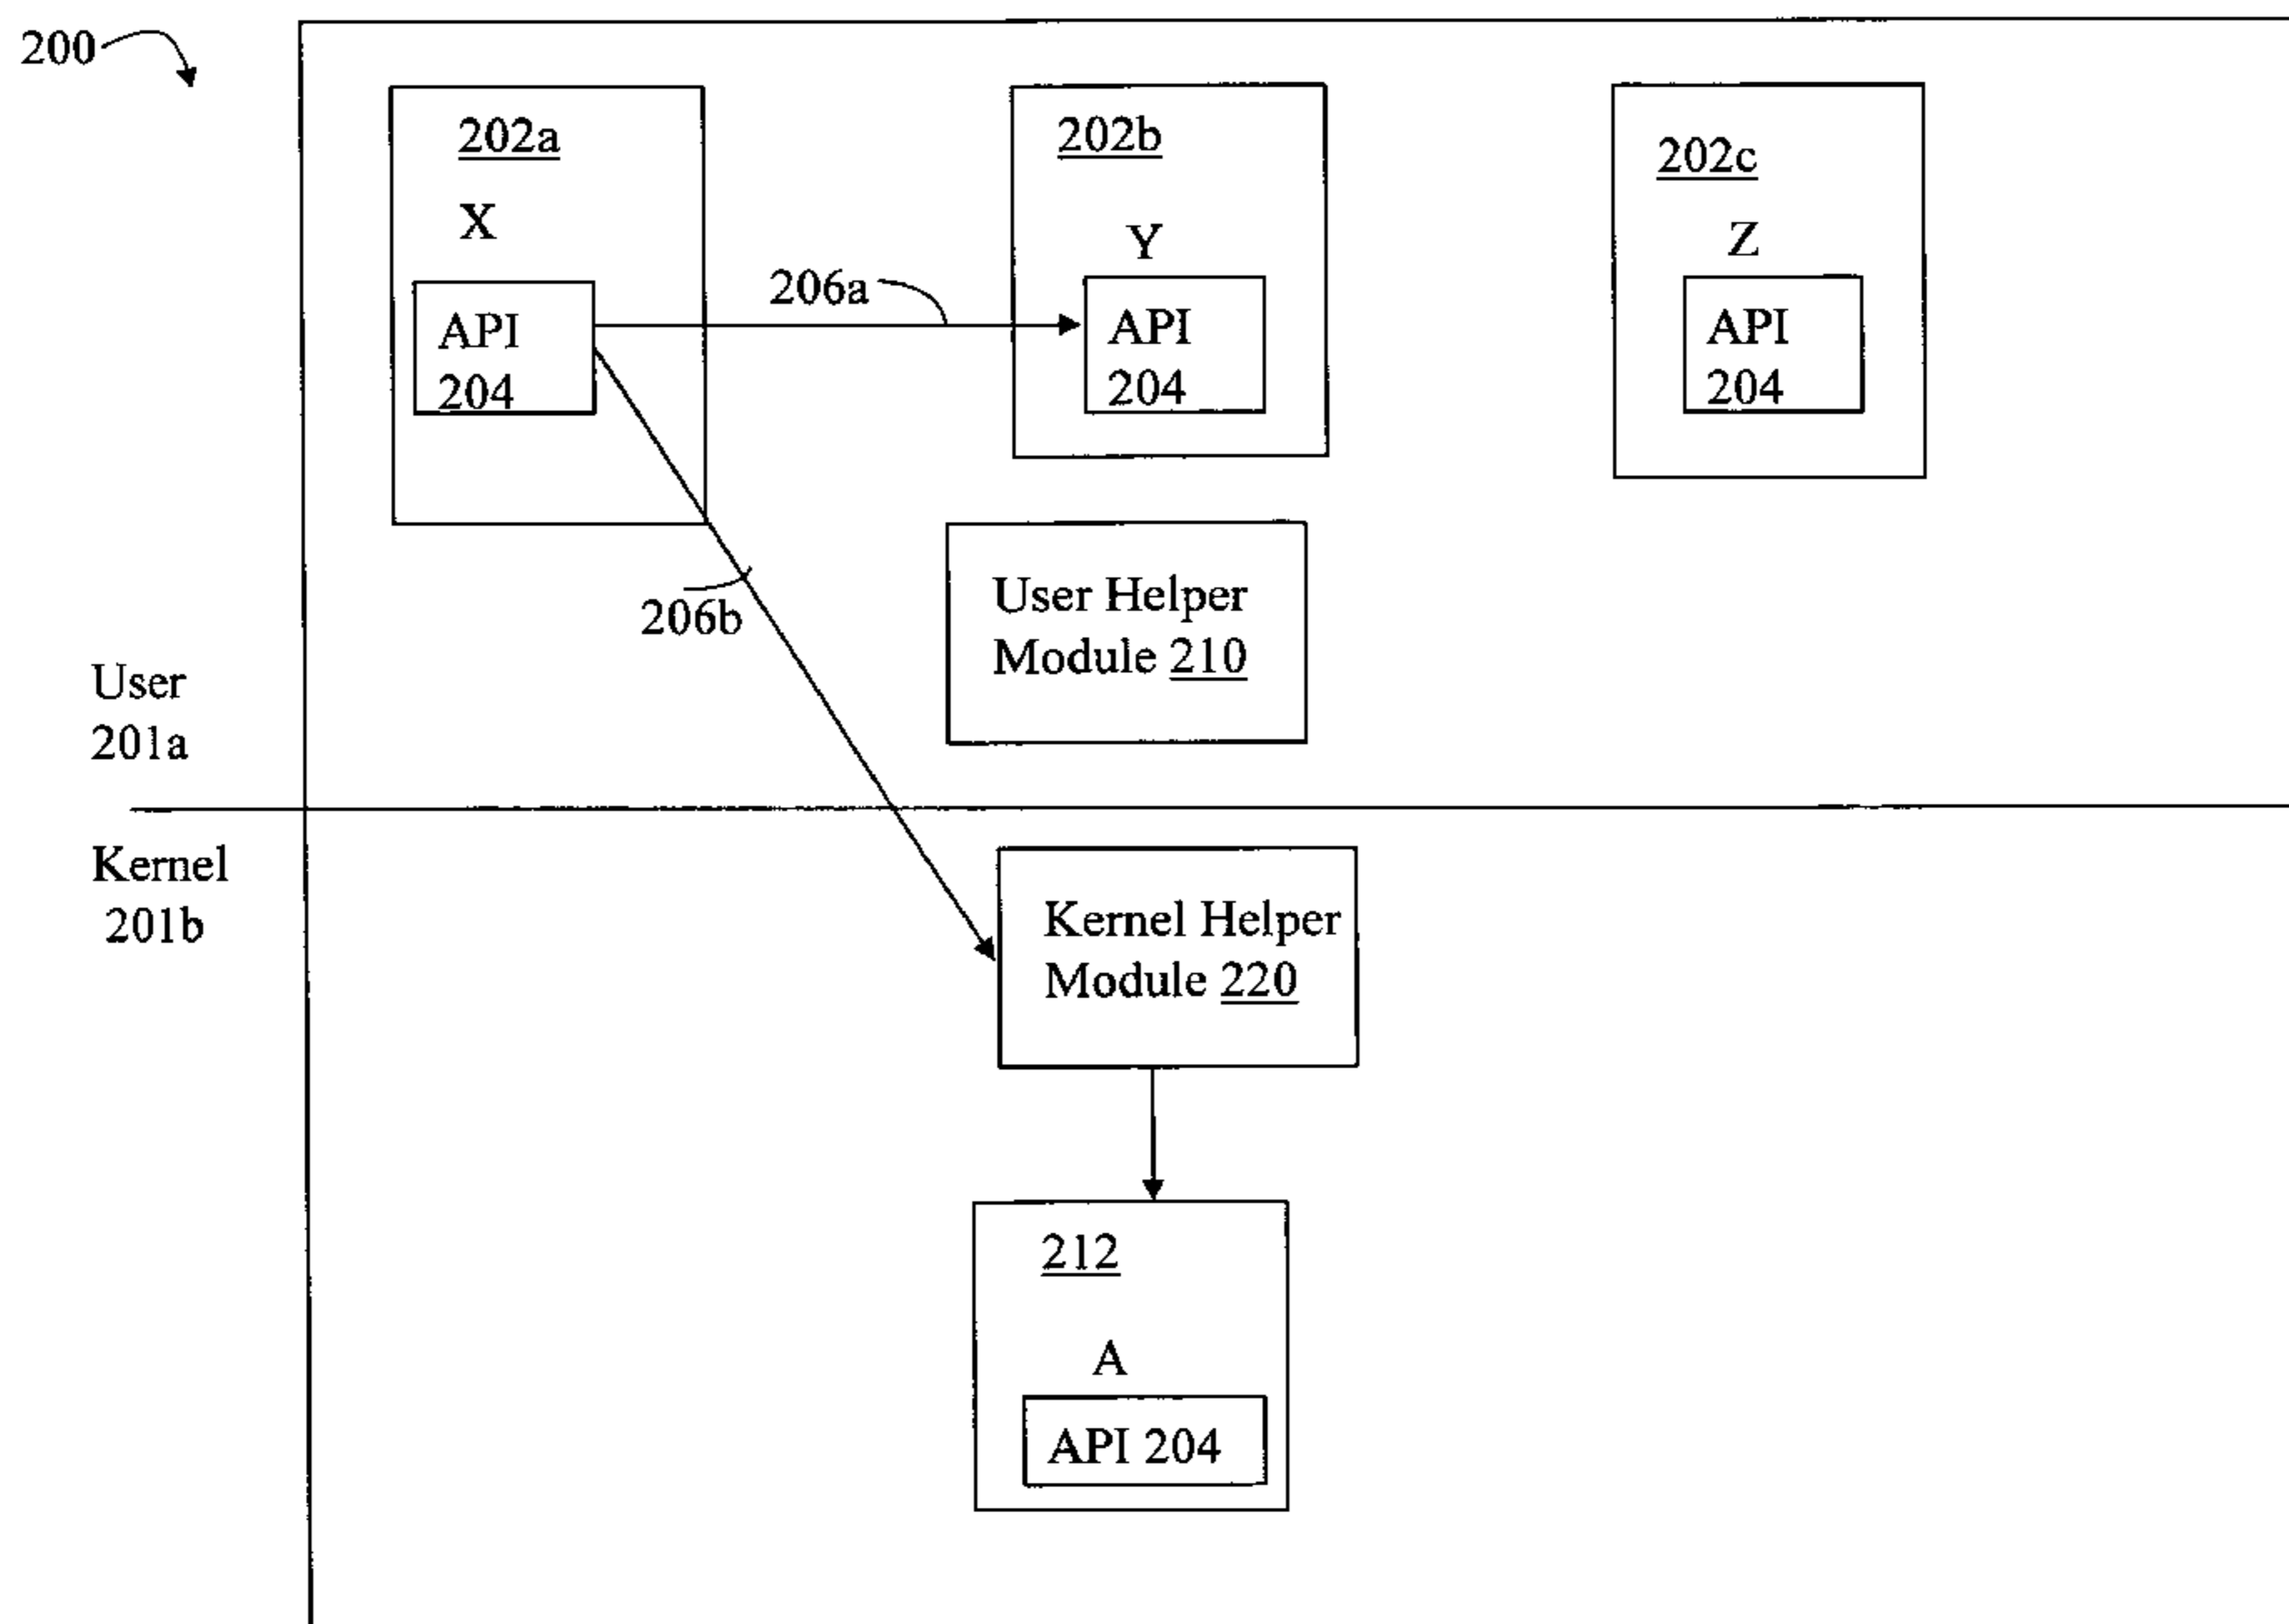 200
202a
X
API
204
206a
202b
Y
API
204
202c
Z
API
204
206b
User Helper
Module 210
User
201a
Kernel
201b
Kernel Helper
Module 220
212
A
API 204